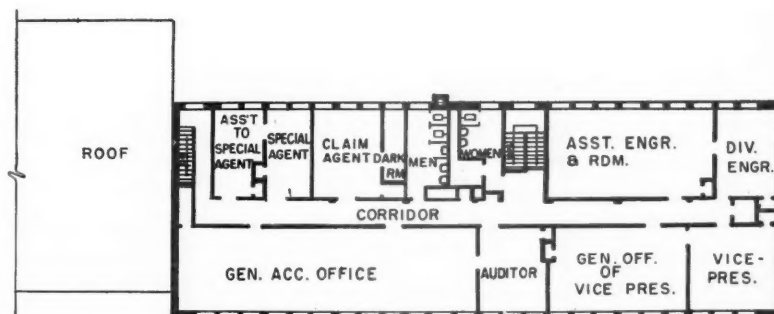 ROOF
ASS'T
TO
SPECIAL
AGENT
SPECIAL
AGENT
CLAIM
AGENT
DARK
RM.
MEN
WOMEN
ASST. ENGR.
& RDM.
DIV.
ENGR.
CORRIDOR
GEN. ACC. OFFICE
AUDITOR
GEN. OFF.
OF
VICE PRES.
VICE-
PRES.